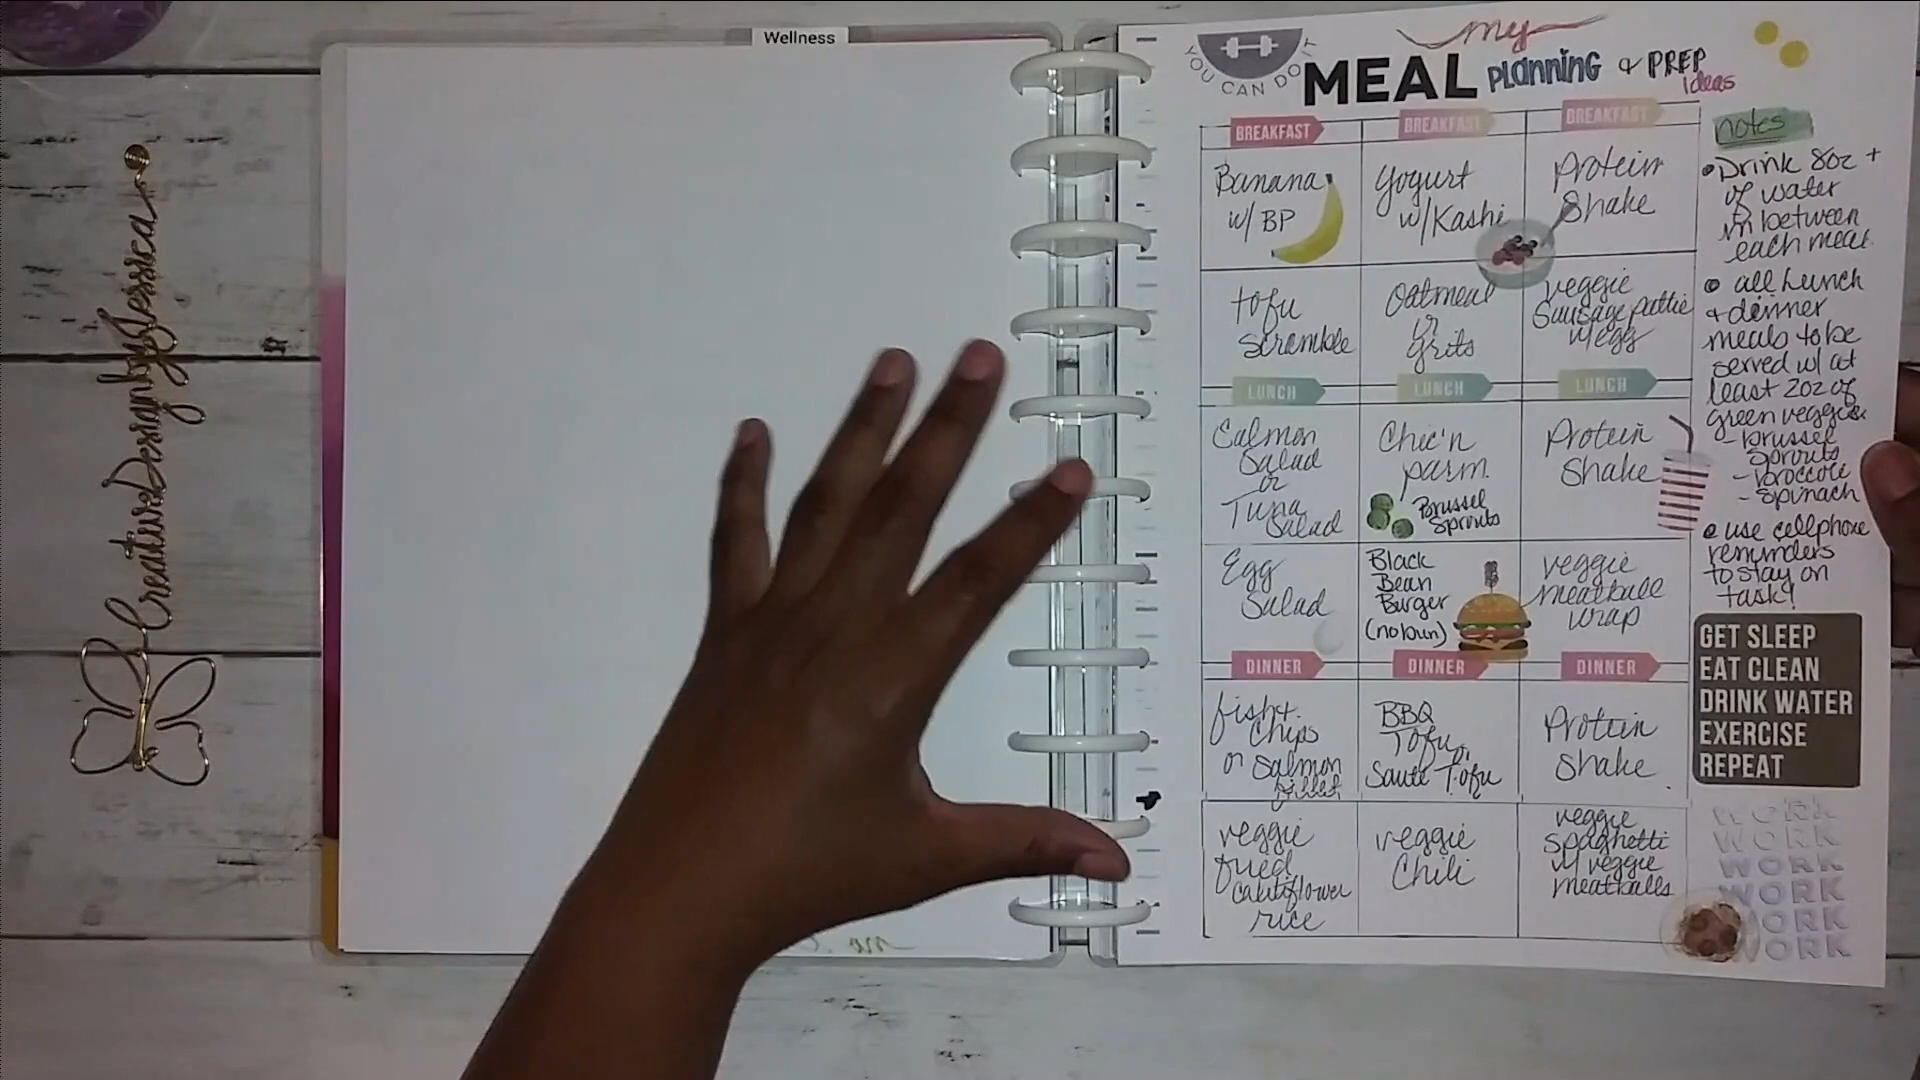 Wellness
CreativeDesignbyJessica
YOU CAN DO IT
my
MEAL planning & PREP
Ideas
BREAKFAST
BREAKFAST
BREAKFAST
Banana
w/ BP
Yogurt
w/ Kashi
Protein
Shake
tofu
scramble
Oatmeal
or
grits
veggie
Sausage pattie
w/ egg
LUNCH
LUNCH
LUNCH
Salmon
Salad
or
Tuna
Salad
Chic'n
parm.
Brussel
Sprouts
Protein
Shake
Egg
Salad
Black
Bean
Burger
(no bun)
veggie
meatball
wrap
DINNER
DINNER
DINNER
fish +
Chips
or Salmon
fillet
BBQ
Tofu,
Saute Tofu
Protein
Shake
veggie
fried
Cauliflower
rice
veggie
Chili
veggie
spaghetti
w/ veggie
meatballs
notes
Drink 8oz +
of water
in between
each meal.
all Lunch
+ dinner
meals to be
served w/ at
least 2oz of
green veggies
- brussel
sprouts
- broccoli
- spinach
use cellphone
reminders
to stay on
task!
GET SLEEP
EAT CLEAN
DRINK WATER
EXERCISE
REPEAT
WORK
WORK
WORK
WORK
WORK
WORK